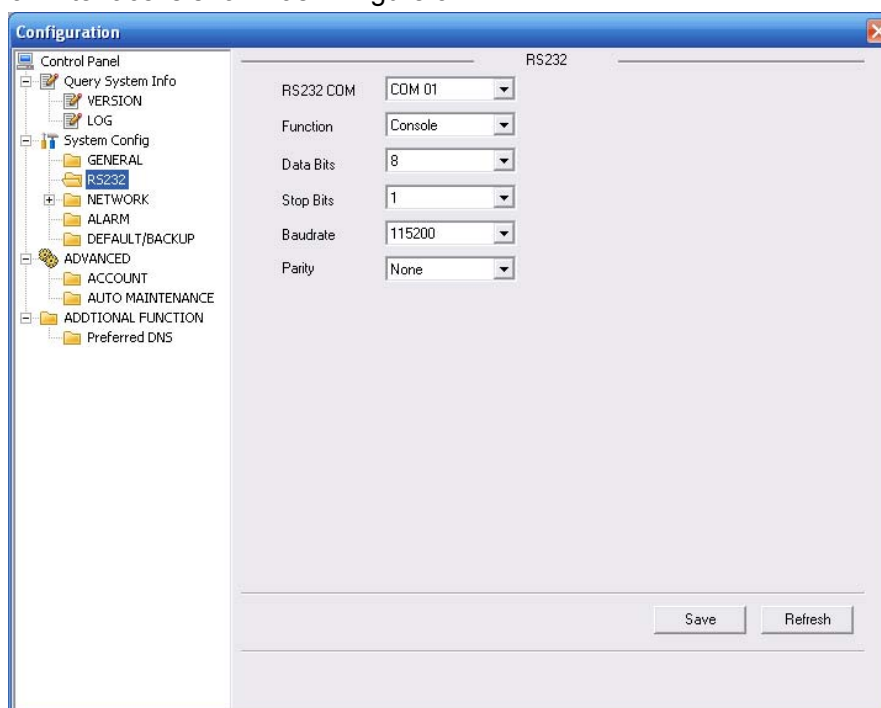 Configuration
Control Panel
Query System Info
VERSION
LOG
System Config
GENERAL
RS232
NETWORK
ALARM
DEFAULT/BACKUP
ADVANCED
ACCOUNT
AUTO MAINTENANCE
ADDTIONAL FUNCTION
Preferred DNS
RS232
RS232 COM COM 01
Function Console
Data Bits 8
Stop Bits 1
Baudrate 115200
Parity None
Save Refresh